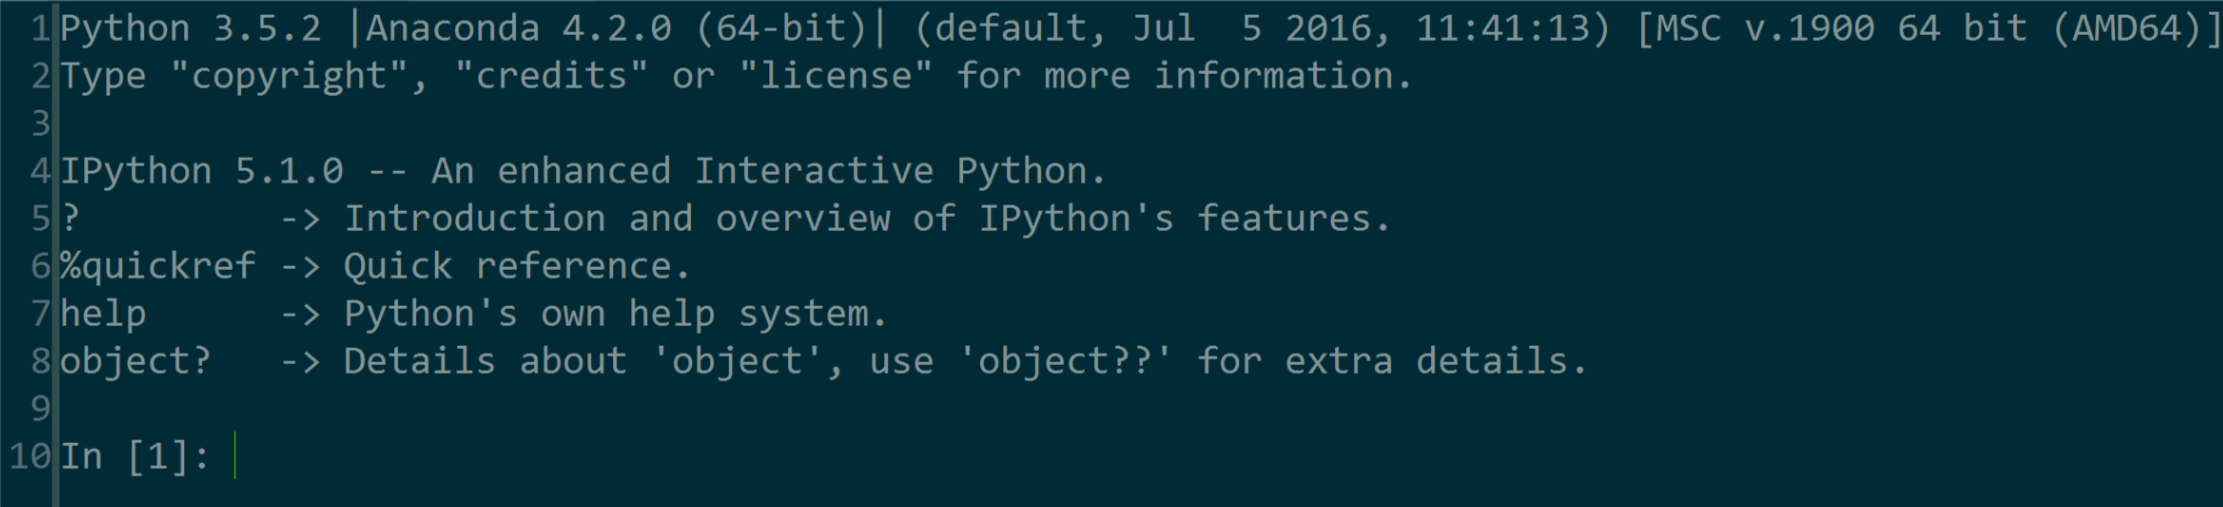 1 Python 3.5.2 |Anaconda 4.2.0 (64-bit)| (default, Jul  5 2016, 11:41:13) [MSC v.1900 64 bit (AMD64)]
2 Type "copyright", "credits" or "license" for more information.
3
4 IPython 5.1.0 -- An enhanced Interactive Python.
5 ?         -> Introduction and overview of IPython's features.
6 %quickref -> Quick reference.
7 help      -> Python's own help system.
8 object?   -> Details about 'object', use 'object??' for extra details.
9
10 In [1]: